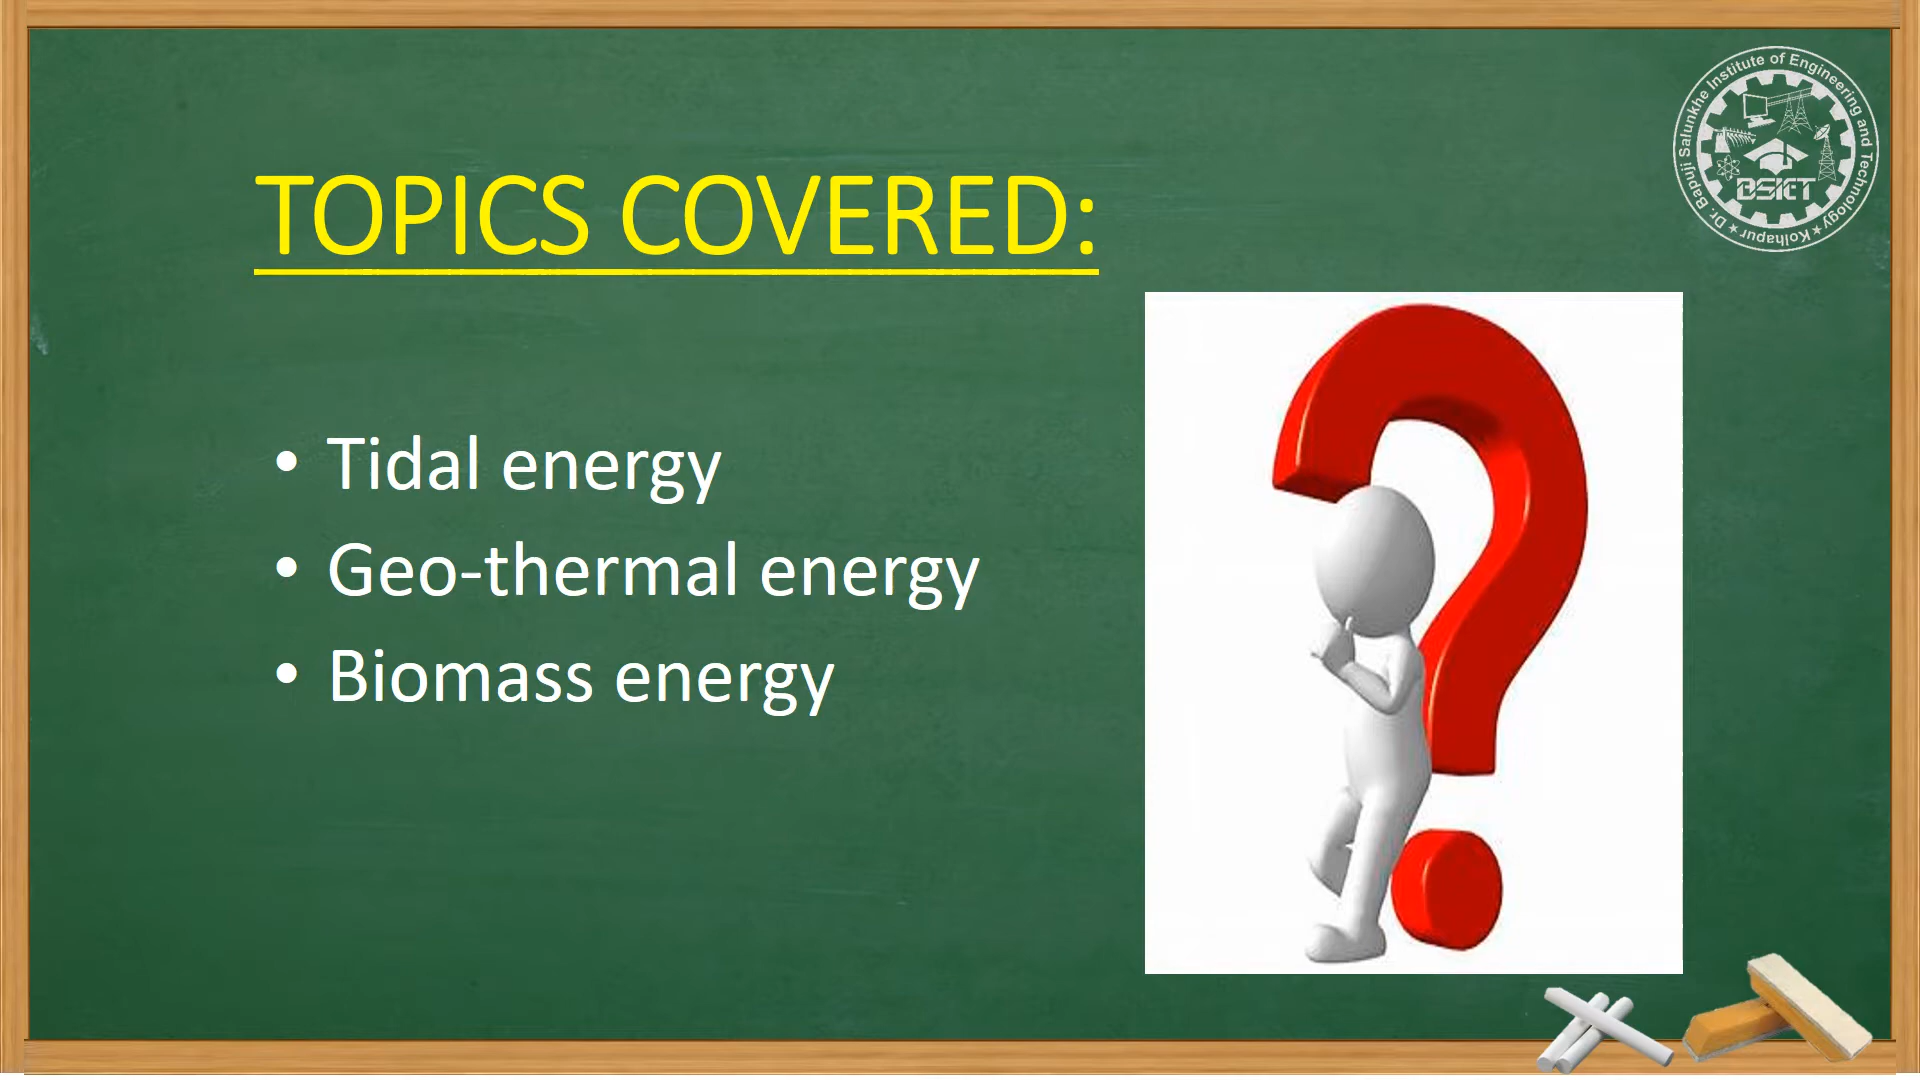 Dr. Bapuji Salunkhe Institute of Engineering and Technology
★ Kolhapur ★
BSIET
TOPICS COVERED:
• Tidal energy
• Geo-thermal energy
• Biomass energy